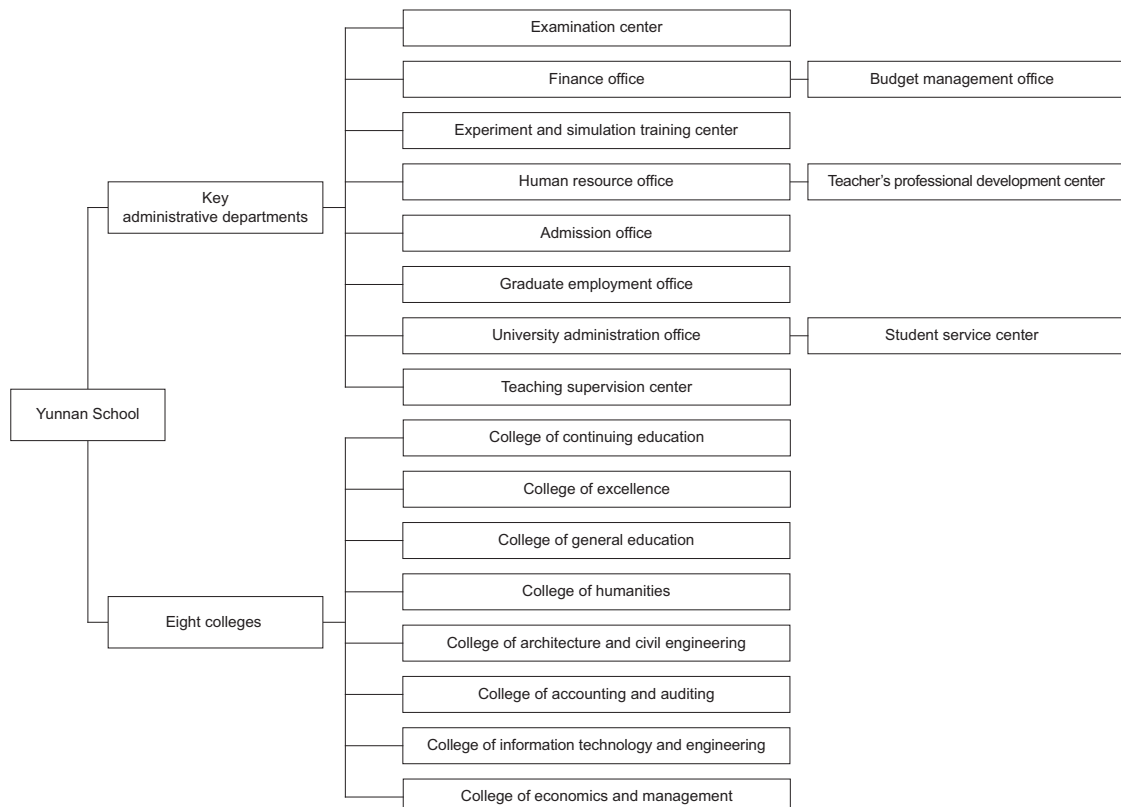 Examination center
Finance office
Budget management office
Experiment and simulation training center
Human resource office
Teacher's professional development center
Key
administrative departments
Admission office
Graduate employment office
University administration office
Student service center
Teaching supervision center
Yunnan School
College of continuing education
College of excellence
College of general education
College of humanities
Eight colleges
College of architecture and civil engineering
College of accounting and auditing
College of information technology and engineering
College of economics and management